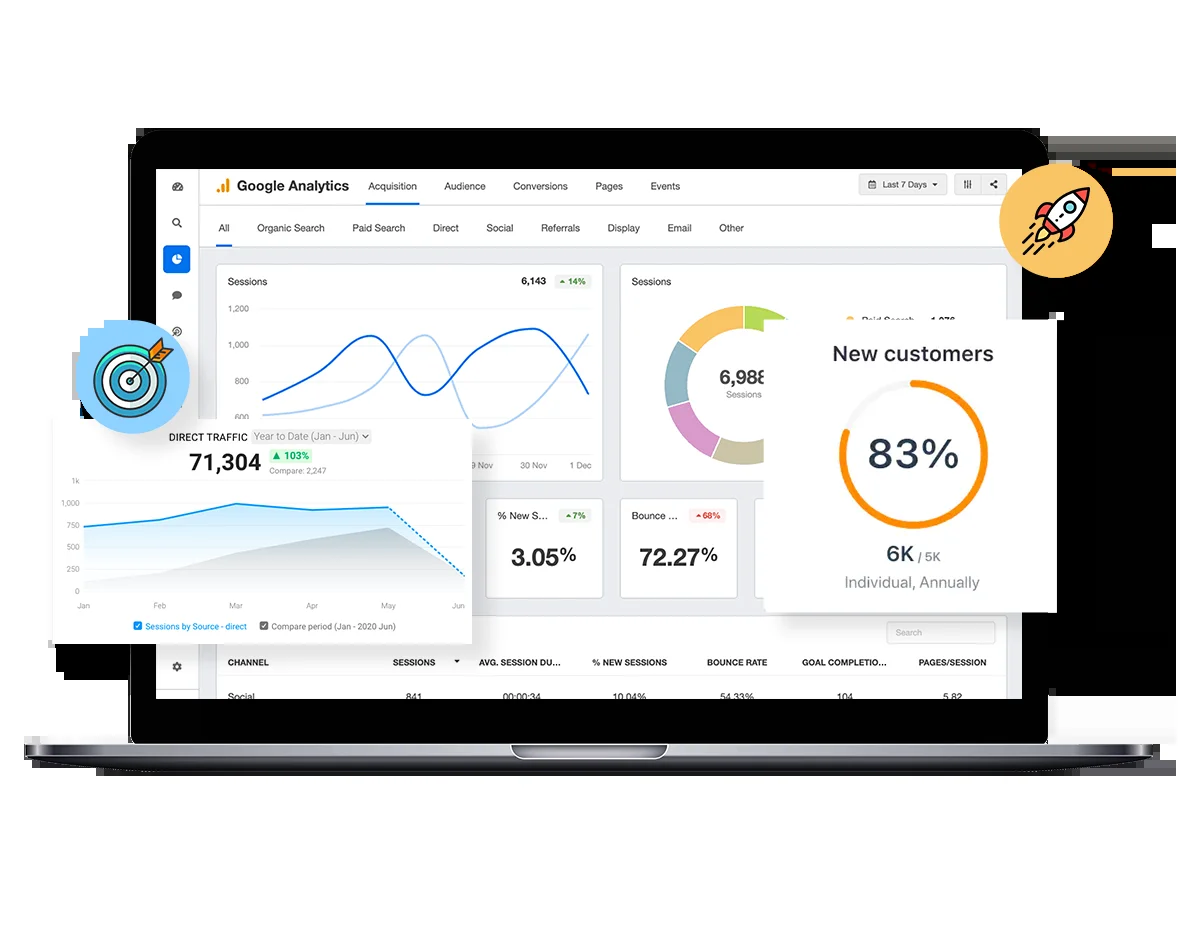 Google Analytics Acquisition Audience Conversions Pages Events Last 7 Days
All Organic Search Paid Search Direct Social Referrals Display Email Other
Sessions 6,143 14%
1,200
1,000
800
600
9 Nov 30 Nov 1 Dec
Sessions
Paid Search 1,076
6,988
Sessions
New customers
83%
6K / 5K
Individual, Annually
DIRECT TRAFFIC Year to Date (Jan - Jun)
71,304 103%
Compare: 2,247
1k
1,000
750
500
250
0
Jan Feb Mar Apr May Jun
Sessions by Source - direct Compare period (Jan - 2020 Jun)
% New S... 7%
3.05%
Bounce ... 68%
72.27%
Search
CHANNEL SESSIONS AVG. SESSION DU... % NEW SESSIONS BOUNCE RATE GOAL COMPLETIO... PAGES/SESSION
Social 841 00:00:34 10.04% 54.33% 104 5.82